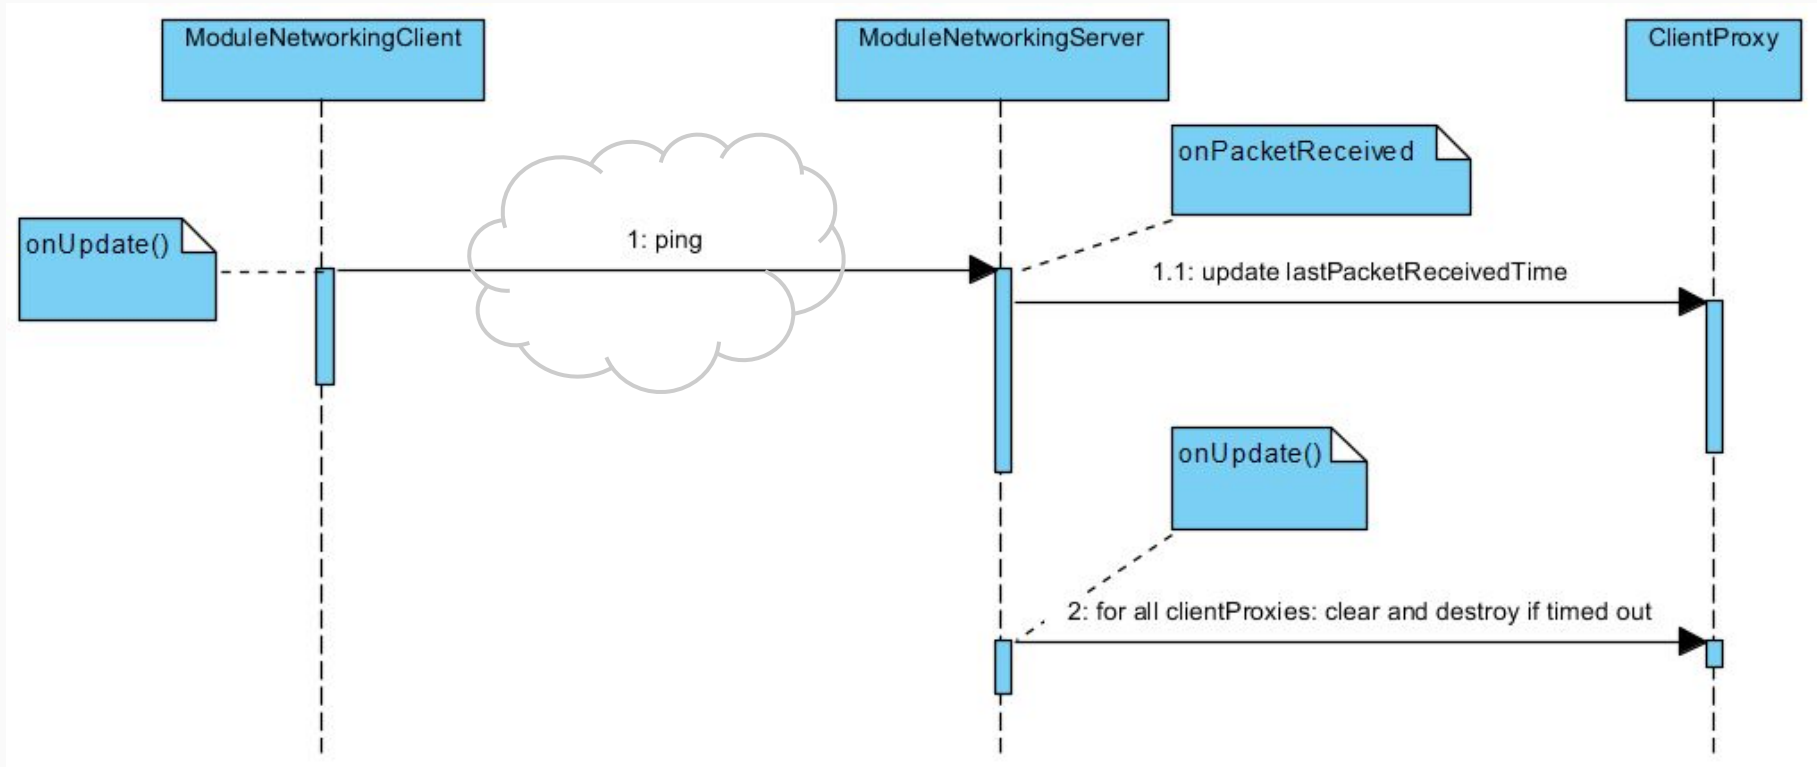 ModuleNetworkingClient
ModuleNetworkingServer
ClientProxy
onPacketReceived
onUpdate()
1: ping
1.1: update lastPacketReceivedTime
onUpdate()
2: for all clientProxies: clear and destroy if timed out